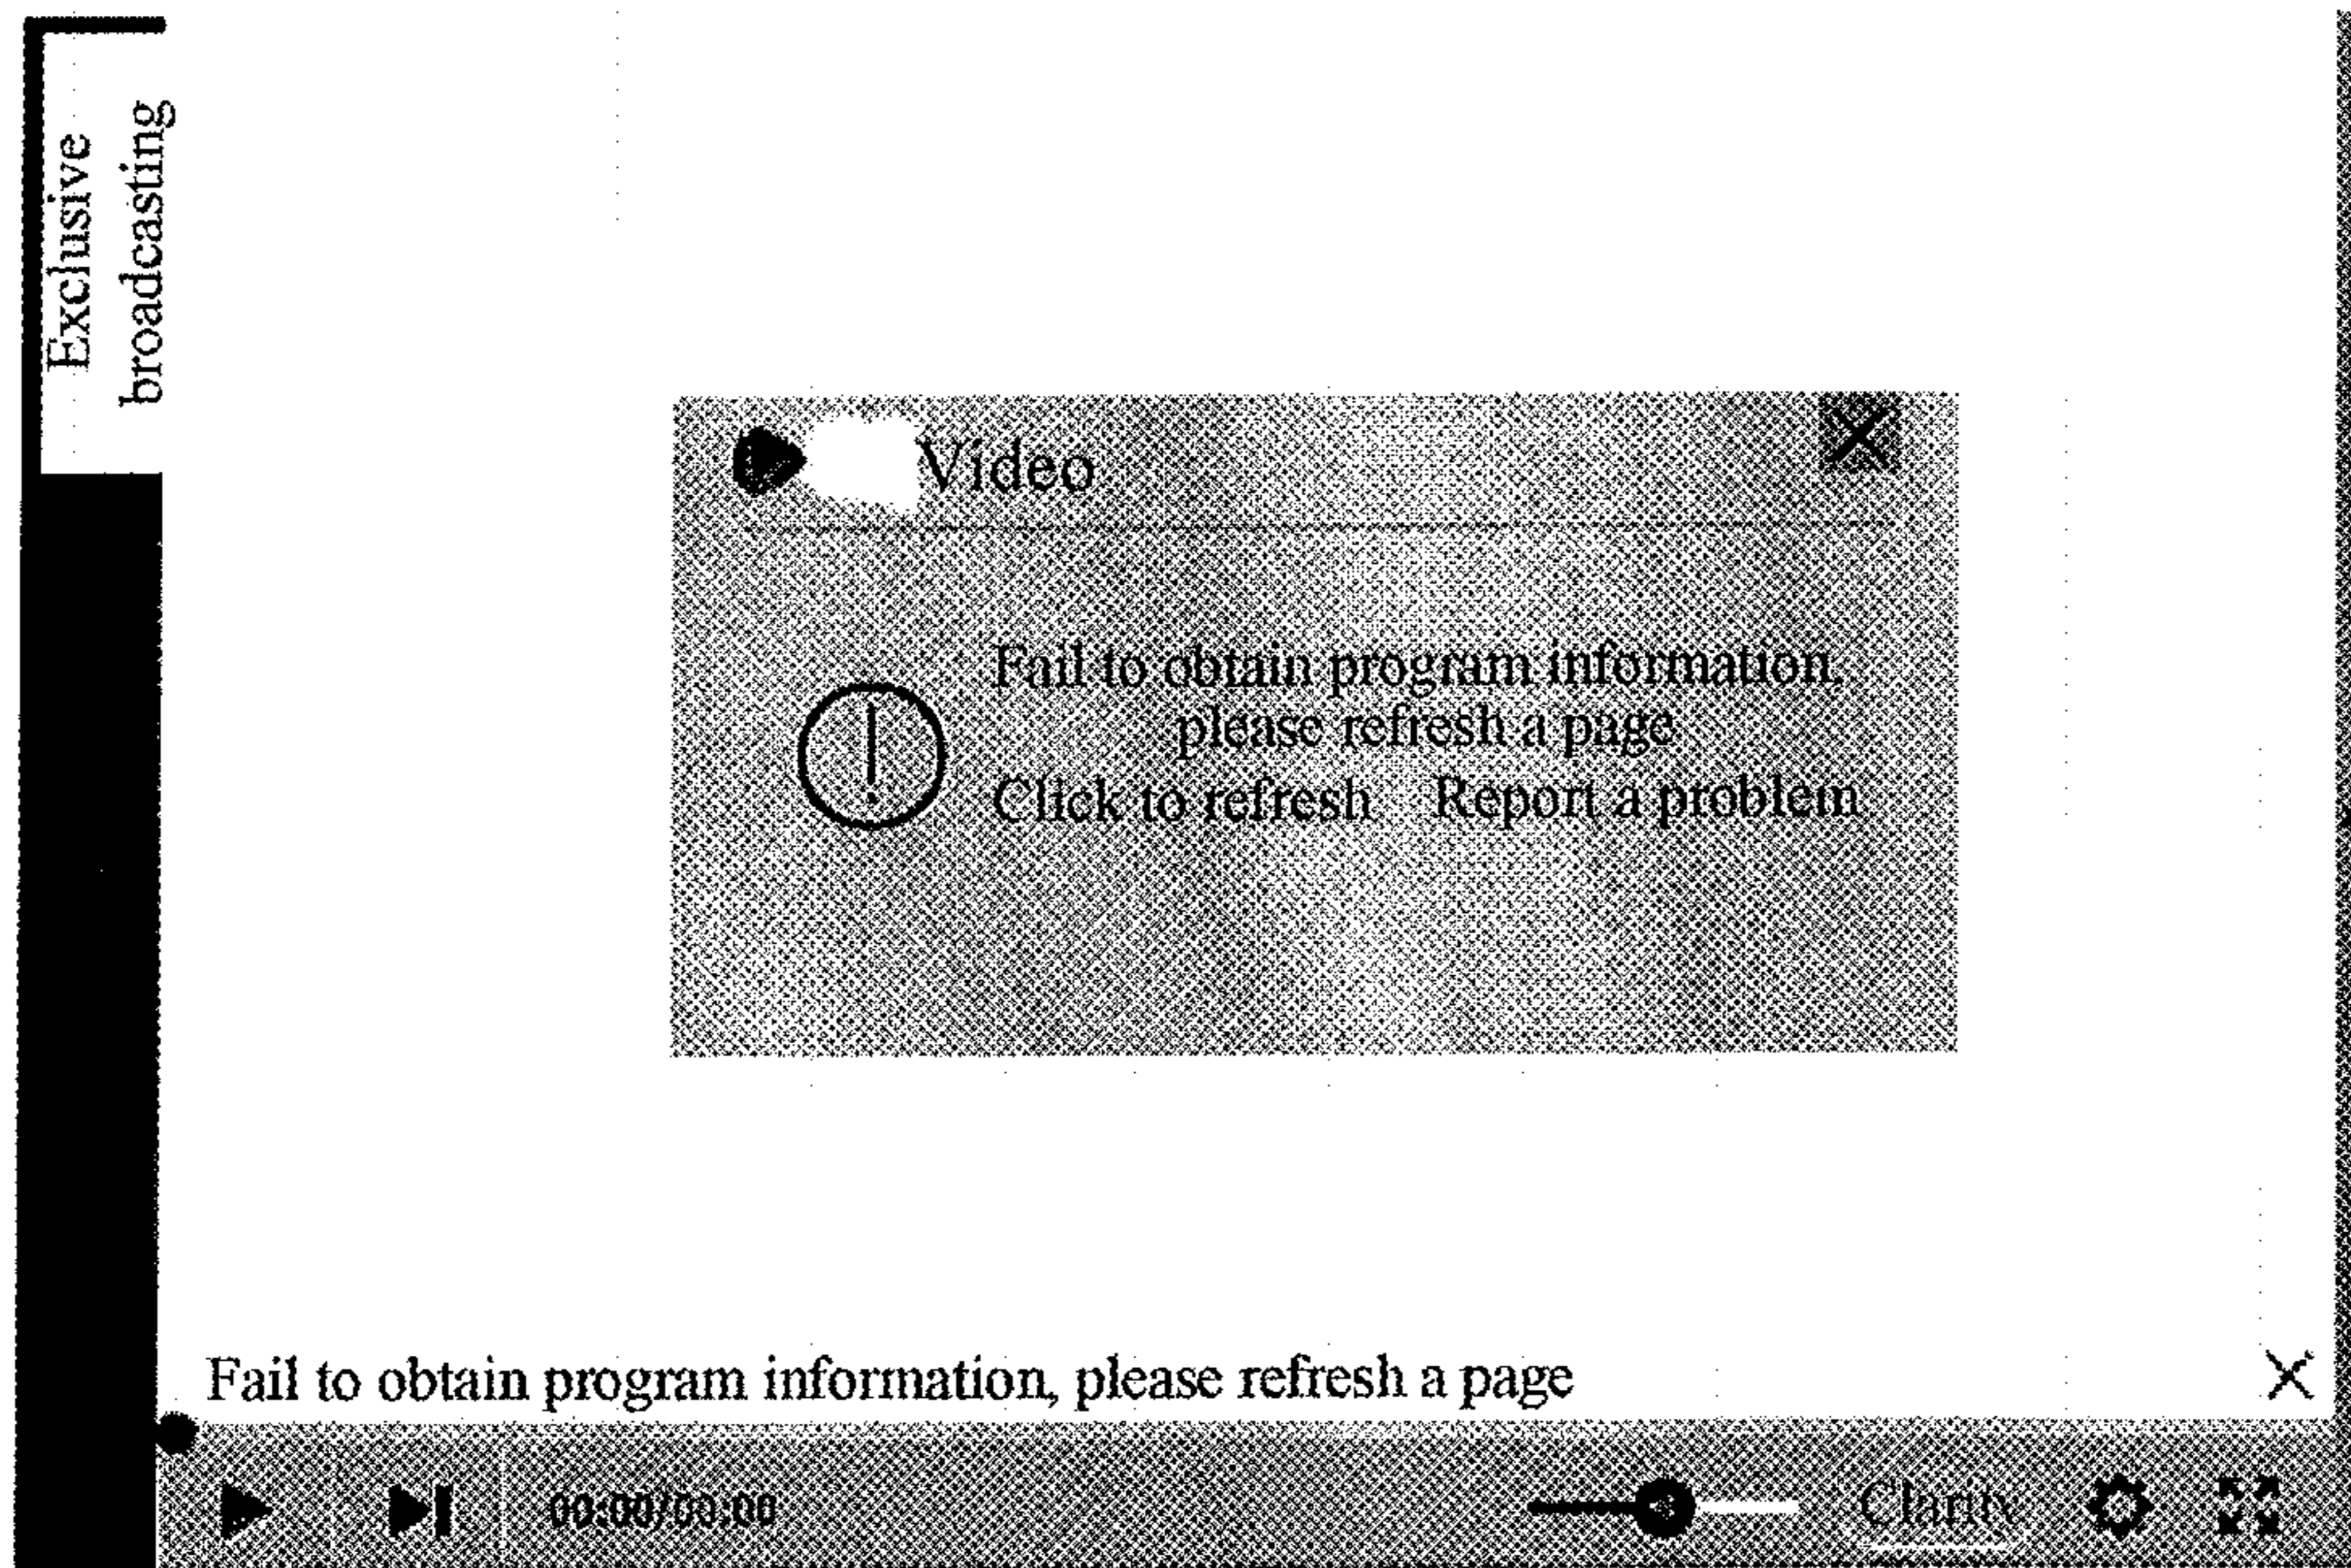 Exclusive
broadcasting
Video
Fail to obtain program information,
please refresh a page
Click to refresh Report a problem
Fail to obtain program information, please refresh a page
00:00/00:00
Clarity